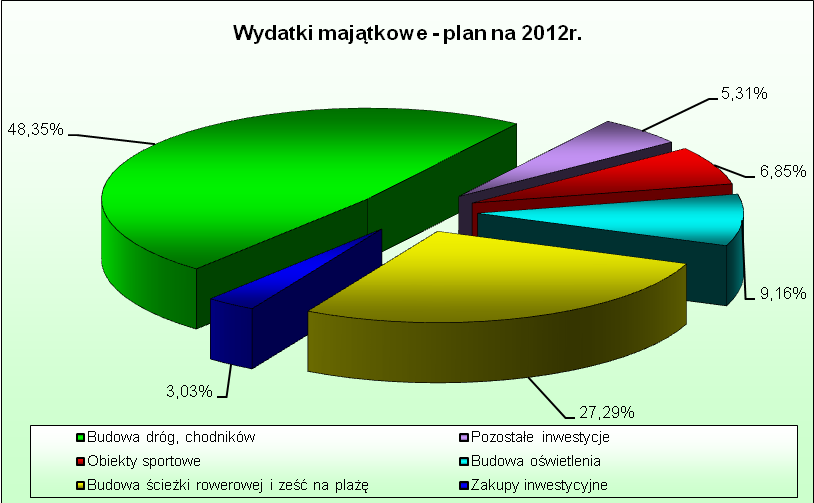 Wydatki majątkowe - plan na 2012r.
5,31%
48,35%
6,85%
9,16%
3,03%
27,29%
Budowa dróg, chodników
Pozostałe inwestycje
Obiekty sportowe
Budowa oświetlenia
Budowa ścieżki rowerowej i ześć na plażę
Zakupy inwestycyjne